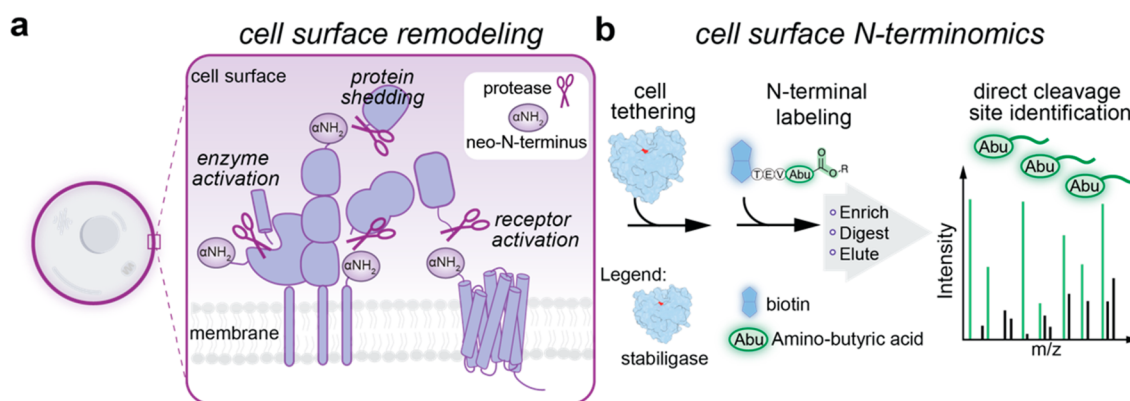 a
cell surface remodeling
cell surface
protein
shedding
protease
αNH₂
neo-N-terminus
αNH₂
enzyme
activation
receptor
activation
αNH₂
αNH₂
αNH₂
membrane
b
cell surface N-terminomics
cell
tethering
N-terminal
labeling
direct cleavage
site identification
Abu
Abu
Abu
T E V Abu O O R
Enrich
Digest
Elute
Legend:
stabiligase
biotin
Abu Amino-butyric acid
Intensity
m/z